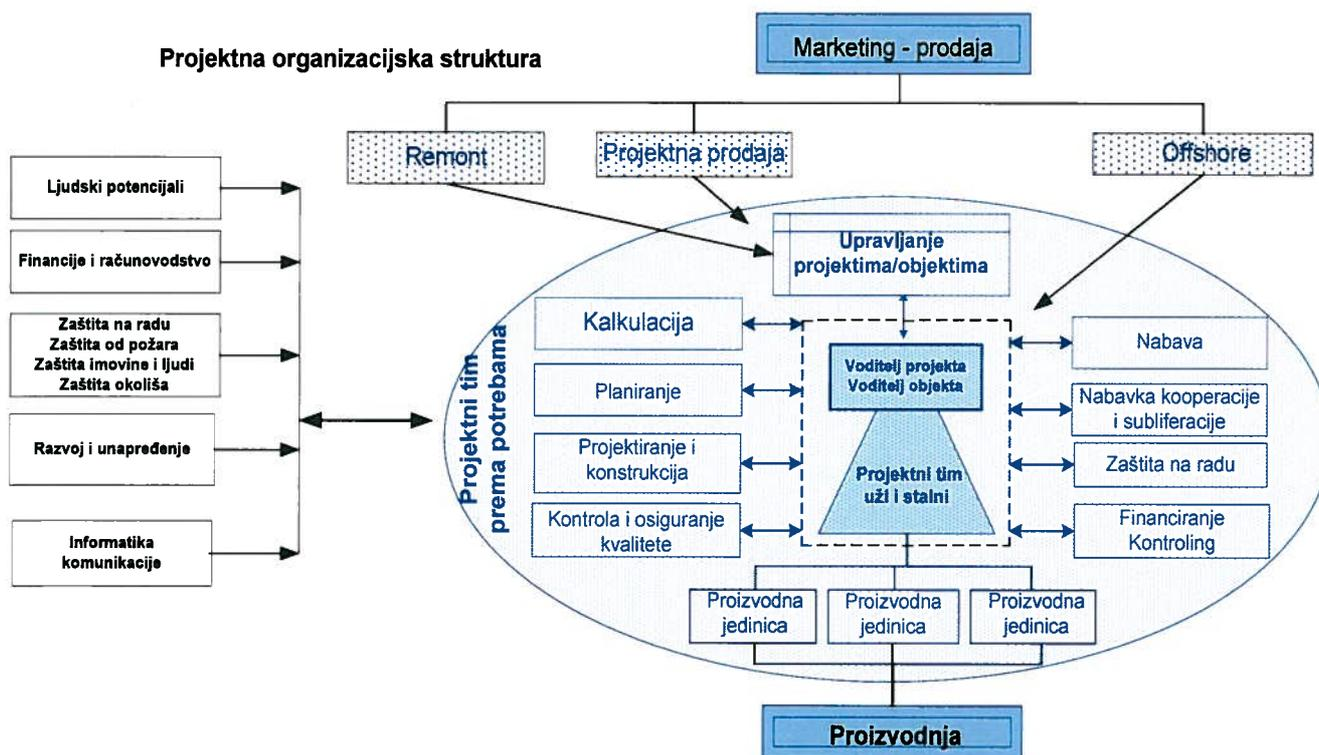 Projektna organizacijska struktura
Marketing - prodaja
Remont
Projektna prodaja
Offshore
Ljudski potencijali
Financije i računovodstvo
Zaštita na radu
Zaštita od požara
Zaštita imovine i ljudi
Zaštita okoliša
Razvoj i unapređenje
Informatika
komunikacije
Projektni tim
prema potrebama
Upravljanje
projektima/objektima
Kalkulacija
Planiranje
Projektiranje i
konstrukcija
Kontrola i osiguranje
kvalitete
Voditelj projekta
Voditelj objekta
Projektni tim
uži i stalni
Nabava
Nabavka kooperacije
i subliferacije
Zaštita na radu
Financiranje
Kontroling
Proizvodna
jedinica
Proizvodna
jedinica
Proizvodna
jedinica
Proizvodnja